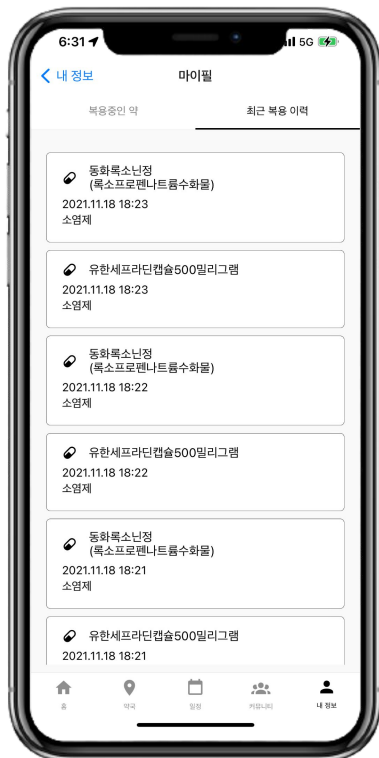 6:31
5G
내 정보
마이필
복용중인 약
최근 복용 이력
동화록소닌정
(록소프로펜나트륨수화물)
2021.11.18 18:23
소염제
유한세프라딘캡슐500밀리그램
2021.11.18 18:23
소염제
동화록소닌정
(록소프로펜나트륨수화물)
2021.11.18 18:22
소염제
유한세프라딘캡슐500밀리그램
2021.11.18 18:22
소염제
동화록소닌정
(록소프로펜나트륨수화물)
2021.11.18 18:21
소염제
유한세프라딘캡슐500밀리그램
2021.11.18 18:21
홈
약국
일정
커뮤니티
내 정보